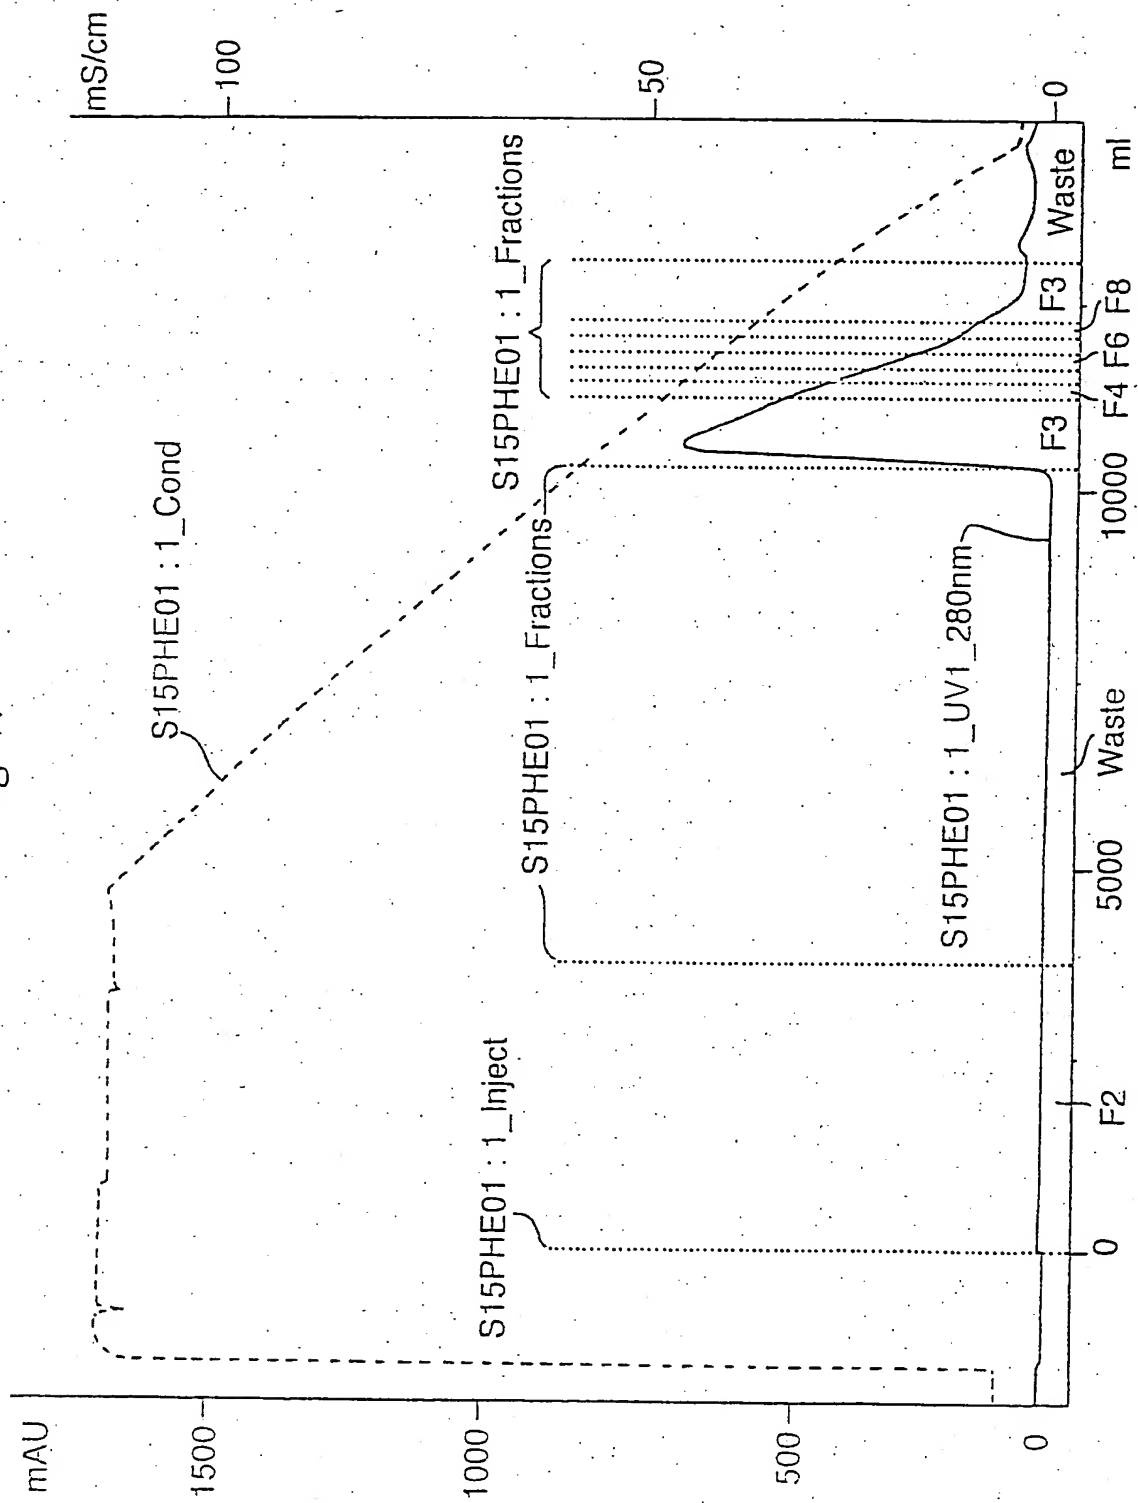 mS/cm
100
50
0
mAU
1500
1000
500
0
S15PHE01 : 1_Cond
S15PHE01 : 1_Fractions
S15PHE01 : 1_Fractions
S15PHE01 : 1_Inject
S15PHE01 : 1_UV1_280nm
F3
F3
Waste
0
F2
5000
Waste
10000
F4
F6
F8
ml